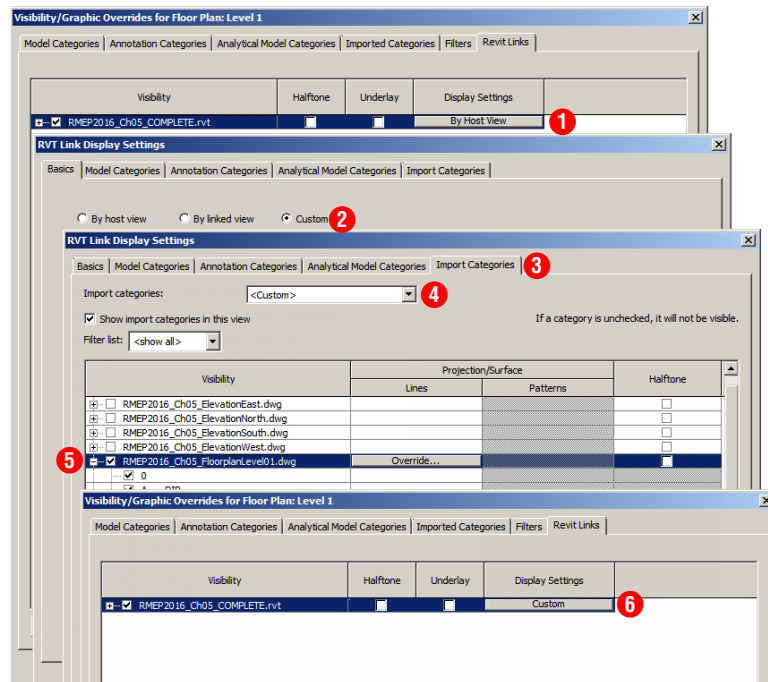 Visibility/Graphic Overrides for Floor Plan: Level 1
Model Categories Annotation Categories Analytical Model Categories Imported Categories Filters Revit Links
Visibility Halftone Underlay Display Settings
RMEP2016_Ch05_COMPLETE.rvt By Host View 1
RVT Link Display Settings
Basics Model Categories Annotation Categories Analytical Model Categories Import Categories
By host view By linked view Custom 2
RVT Link Display Settings
Basics Model Categories Annotation Categories Analytical Model Categories Import Categories 3
Import categories: <Custom> 4
Show import categories in this view If a category is unchecked, it will not be visible.
Filter list: <show all>
Visibility Projection/Surface Halftone
Lines Patterns
RMEP2016_Ch05_ElevationEast.dwg
RMEP2016_Ch05_ElevationNorth.dwg
RMEP2016_Ch05_ElevationSouth.dwg
RMEP2016_Ch05_ElevationWest.dwg
5 RMEP2016_Ch05_FloorplanLevel01.dwg Override...
0
Visibility/Graphic Overrides for Floor Plan: Level 1
Model Categories Annotation Categories Analytical Model Categories Imported Categories Filters Revit Links
Visibility Halftone Underlay Display Settings
RMEP2016_Ch05_COMPLETE.rvt Custom 6